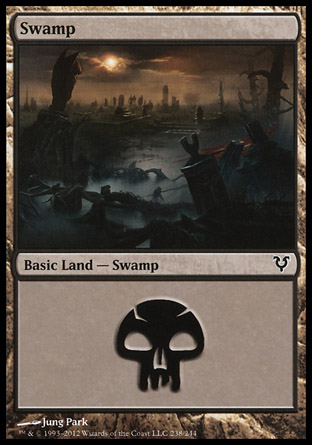 Swamp
Basic Land — Swamp
Jung Park
™ & © 1993–2012 Wizards of the Coast LLC 238/244